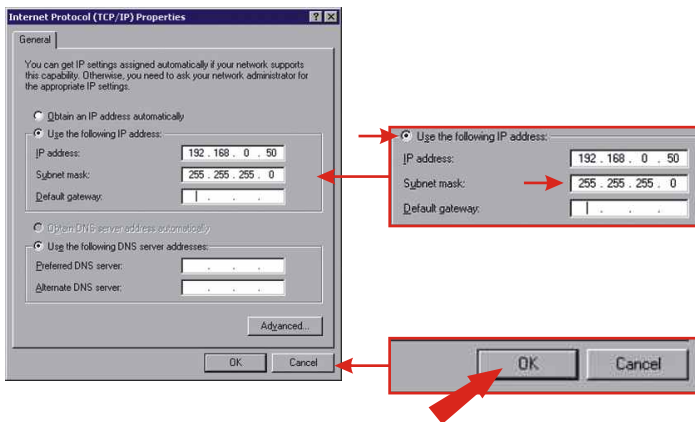 Internet Protocol (TCP/IP) Properties
General
You can get IP settings assigned automatically if your network supports
this capability. Otherwise, you need to ask your network administrator for
the appropriate IP settings.
Obtain an IP address automatically
Use the following IP address:
IP address: 192 . 168 . 0 . 50
Subnet mask: 255 . 255 . 255 . 0
Default gateway: . . .
Obtain DNS server address automatically
Use the following DNS server addresses:
Preferred DNS server: . . .
Alternate DNS server: . . .
Advanced...
OK Cancel
Use the following IP address:
IP address: 192 . 168 . 0 . 50
Subnet mask: 255 . 255 . 255 . 0
Default gateway: . . .
OK Cancel